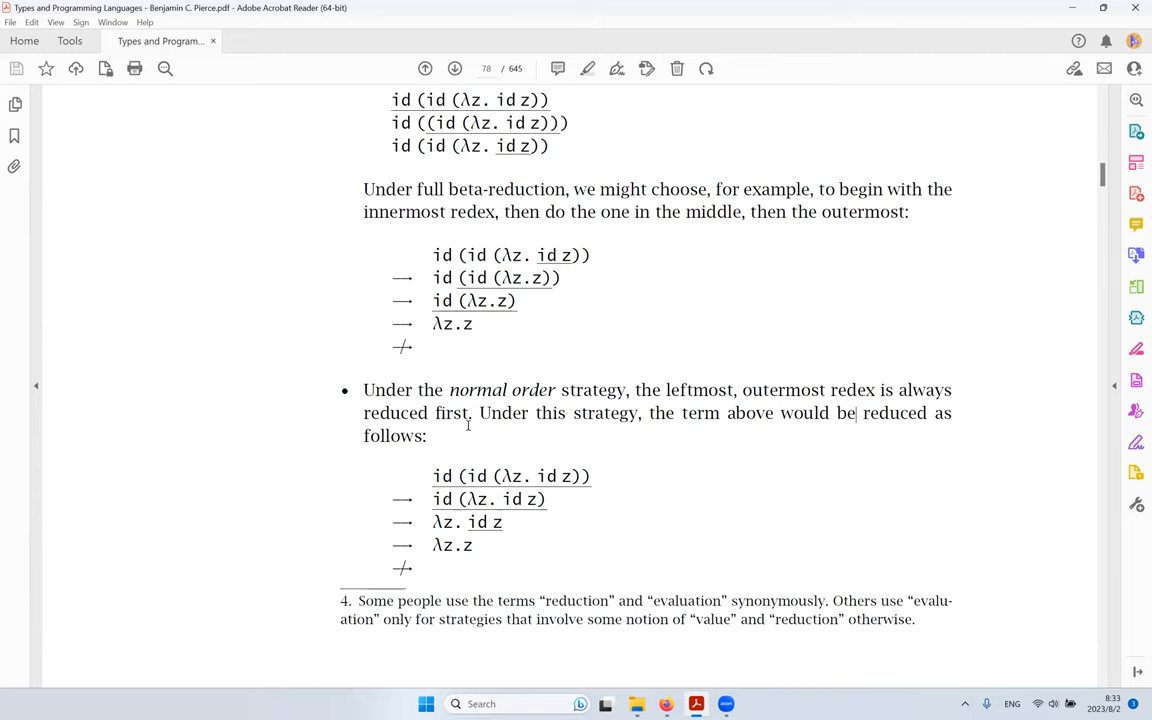 Types and Programming Languages - Benjamin C. Pierce.pdf - Adobe Acrobat Reader (64-bit)
File Edit View Sign Window Help
Home Tools Types and Program... ×
78 / 645
id (id (λz. id z))
id ((id (λz. id z)))
id (id (λz. id z))
Under full beta-reduction, we might choose, for example, to begin with the
innermost redex, then do the one in the middle, then the outermost:
id (id (λz. id z))
→ id (id (λz.z))
→ id (λz.z)
→ λz.z
↛
• Under the normal order strategy, the leftmost, outermost redex is always
reduced first. Under this strategy, the term above would be reduced as
follows:
id (id (λz. id z))
→ id (λz. id z)
→ λz. id z
→ λz.z
↛
4. Some people use the terms “reduction” and “evaluation” synonymously. Others use “evalu-
ation” only for strategies that involve some notion of “value” and “reduction” otherwise.
Search
zoom
ENG
8:33
2023/8/2
3